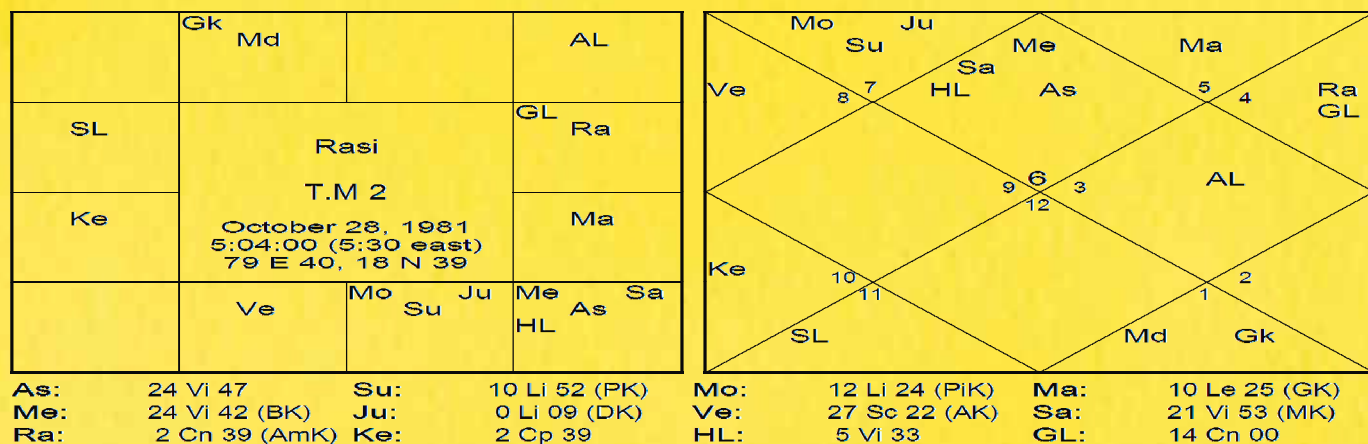 Gk
Md
AL
SL
GL
Ra
Rasi
T.M 2
Ke
Ma
October 28, 1981
5:04:00 (5:30 east)
79 E 40, 18 N 39
Ve
Mo Ju
Su
Me Sa
As
HL
Mo Ju
Su
Me
Ma
Sa
Ve
HL As
Ra
GL
7
8
5
4
6
9 3
12
AL
Ke
10
11
2
1
SL
Md Gk
As: 24 Vi 47 Su: 10 Li 52 (PK) Mo: 12 Li 24 (PiK) Ma: 10 Le 25 (GK)
Me: 24 Vi 42 (BK) Ju: 0 Li 09 (DK) Ve: 27 Sc 22 (AK) Sa: 21 Vi 53 (MK)
Ra: 2 Cn 39 (AmK) Ke: 2 Cp 39 HL: 5 Vi 33 GL: 14 Cn 00